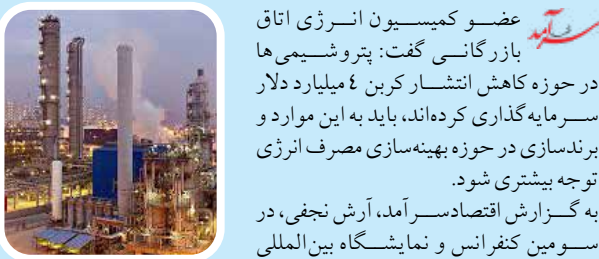 سرآمد
عضو کمیسیون انرژی اتاق
بازرگانی گفت: پتروشیمی‌ها
در حوزه کاهش انتشار کربن ٤ میلیارد دلار
سرمایه‌گذاری کرده‌اند، باید به این موارد و
برندسازی در حوزه بهینه‌سازی مصرف انرژی
توجه بیشتری شود.
به گزارش اقتصادسرآمد، آرش نجفی، در
سومین کنفرانس و نمایشگاه بین‌المللی